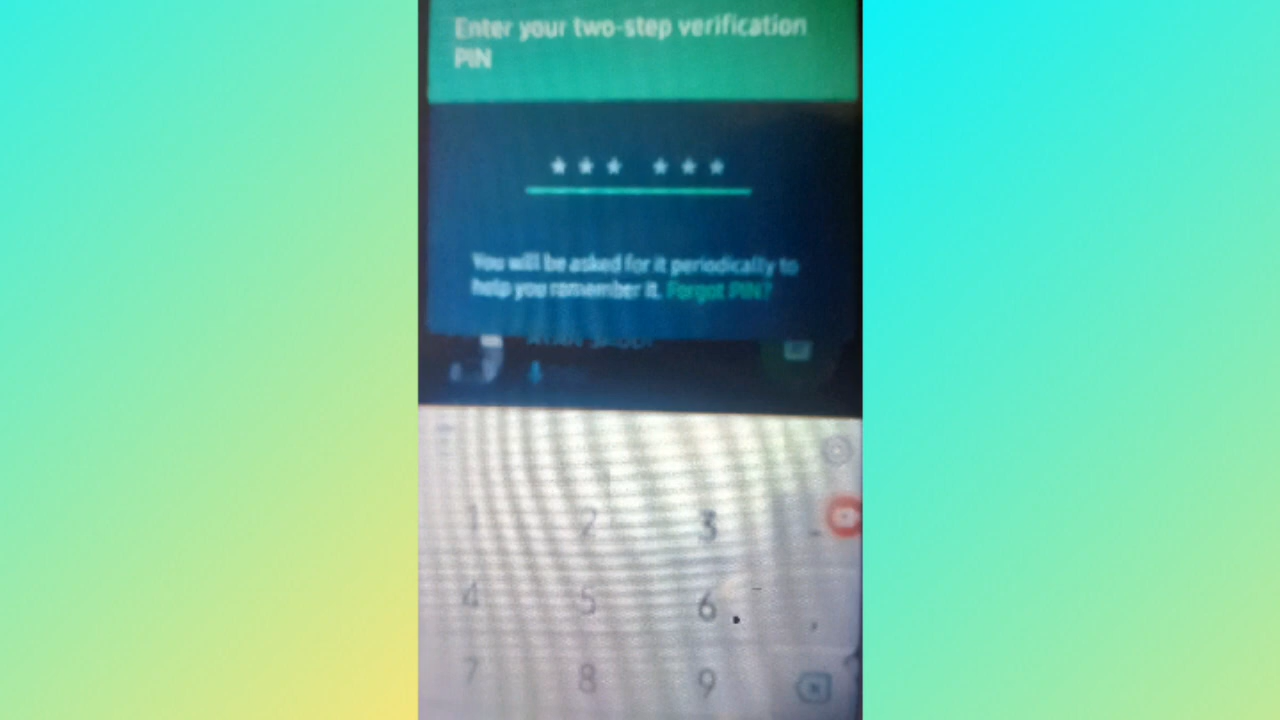 Enter your two-step verification
PIN
*** ***
You will be asked for it periodically to
help you remember it. Forgot PIN?
1 2 3 -
4 5 6 . ,
7 8 9